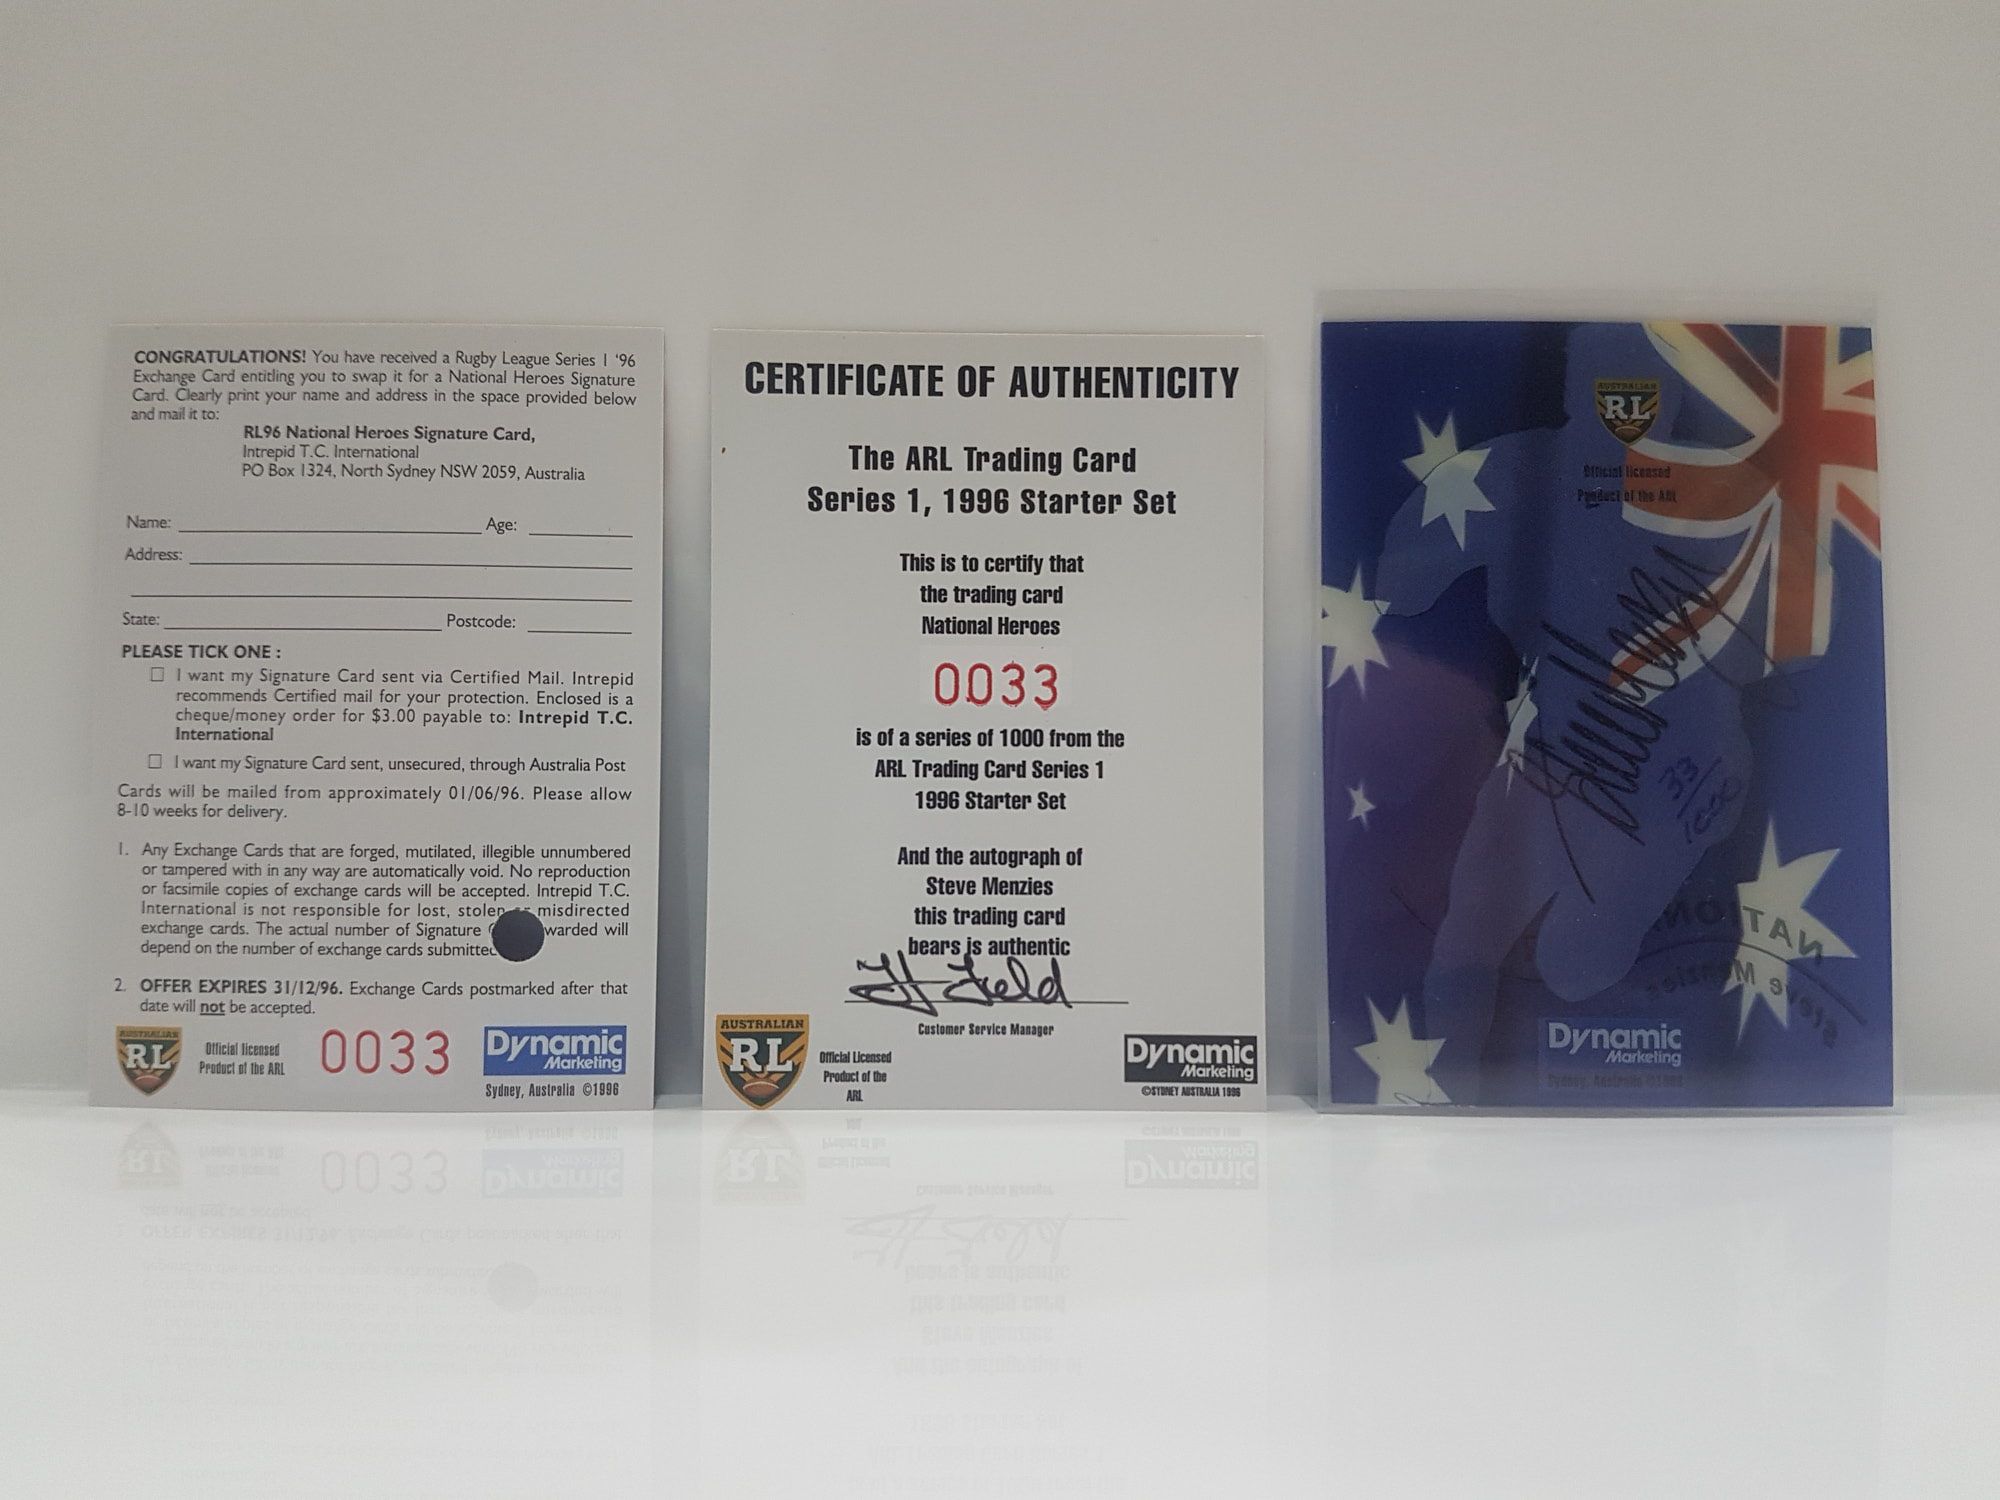 CONGRATULATIONS! You have received a Rugby League Series 1 '96
Exchange Card entitling you to swap it for a National Heroes Signature
Card. Clearly print your name and address in the space provided below
and mail it to:
RL96 National Heroes Signature Card,
Intrepid T.C. International
PO Box 1324, North Sydney NSW 2059, Australia
Name: Age:
Address:
State: Postcode:
PLEASE TICK ONE :
I want my Signature Card sent via Certified Mail. Intrepid
recommends Certified mail for your protection. Enclosed is a
cheque/money order for $3.00 payable to: Intrepid T.C.
International
I want my Signature Card sent, unsecured, through Australia Post
Cards will be mailed from approximately 01/06/96. Please allow
8-10 weeks for delivery.
1. Any Exchange Cards that are forged, mutilated, illegible unnumbered
or tampered with in any way are automatically void. No reproduction
or facsimile copies of exchange cards will be accepted. Intrepid T.C.
International is not responsible for lost, stolen misdirected
exchange cards. The actual number of Signature warded will
depend on the number of exchange cards submitted
2. OFFER EXPIRES 31/12/96. Exchange Cards postmarked after that
date will not be accepted.
AUSTRALIAN
RL
Official licensed
Product of the ARL
0033
Dynamic
Marketing
Sydney, Australia ©1996
CERTIFICATE OF AUTHENTICITY
The ARL Trading Card
Series 1, 1996 Starter Set
This is to certify that
the trading card
National Heroes
0033
is of a series of 1000 from the
ARL Trading Card Series 1
1996 Starter Set
And the autograph of
Steve Menzies
this trading card
bears is authentic
H Field
Customer Service Manager
AUSTRALIAN
RL
Official Licensed
Product of the
ARL
Dynamic
Marketing
©SYDNEY AUSTRALIA 1996
AUSTRALIAN
RL
Official licensed
Product of the ARL
33/1000
NATION
Steve Menzies
Dynamic
Marketing
Sydney, Australia ©1996